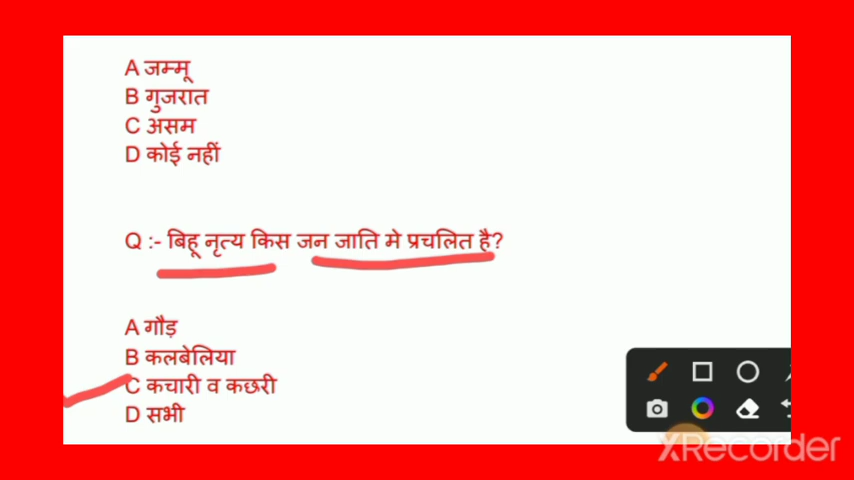 A जम्मू
B गुजरात
C असम
D कोई नहीं
Q :- बिहू नृत्य किस जन जाति मे प्रचलित है?
A गौड़
B कलबेलिया
C कचारी व कछरी
D सभी
XRecorder